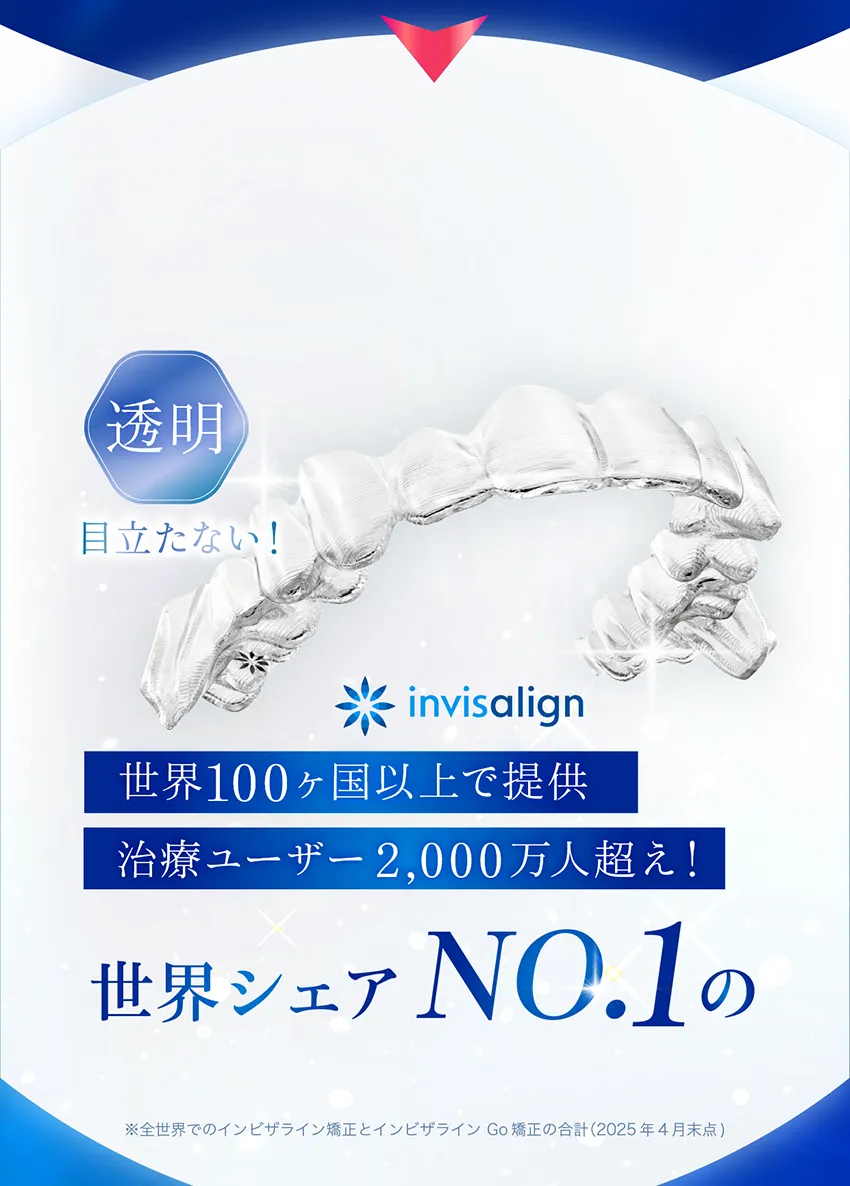 透明
目立たない！
invisalign
世界100ヶ国以上で提供
治療ユーザー2,000万人超え！
世界シェアNO.1の
※全世界でのインビザライン矯正とインビザライン Go 矯正の合計（2025年4月末点）